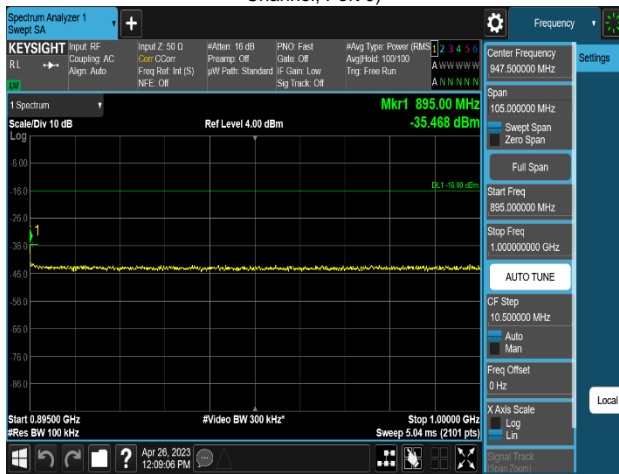 Channel, Port 0)
Spectrum Analyzer 1
Swept SA
Frequency
KEYSIGHT
RL
Input: RF
Coupling: AC
Align: Auto
Input Z: 50 Ω
Corr CCorr
Freq Ref: Int (S)
NFE: Off
#Atten: 16 dB
Preamp: Off
µW Path: Standard
PNO: Fast
Gate: Off
IF Gain: Low
Sig Track: Off
#Avg Type: Power (RMS
Avg|Hold: 100/100
Trig: Free Run
1 2 3 4 5 6
A W W W W W
A N N N N N
1 Spectrum
Scale/Div 10 dB
Log
Ref Level 4.00 dBm
Mkr1 895.00 MHz
-35.468 dBm
DL1 -16.00 dBm
-6.00
-16.0
-26.0
-36.0
-46.0
-56.0
-66.0
-76.0
-86.0
1
Start 0.89500 GHz
#Res BW 100 kHz
#Video BW 300 kHz*
Stop 1.00000 GHz
Sweep 5.04 ms (2101 pts)
Apr 26, 2023
12:09:06 PM
Center Frequency
947.500000 MHz
Settings
Span
105.000000 MHz
Swept Span
Zero Span
Full Span
Start Freq
895.000000 MHz
Stop Freq
1.000000000 GHz
AUTO TUNE
CF Step
10.500000 MHz
Auto
Man
Freq Offset
0 Hz
X Axis Scale
Log
Lin
Local
Signal Track
(Span Zoom)